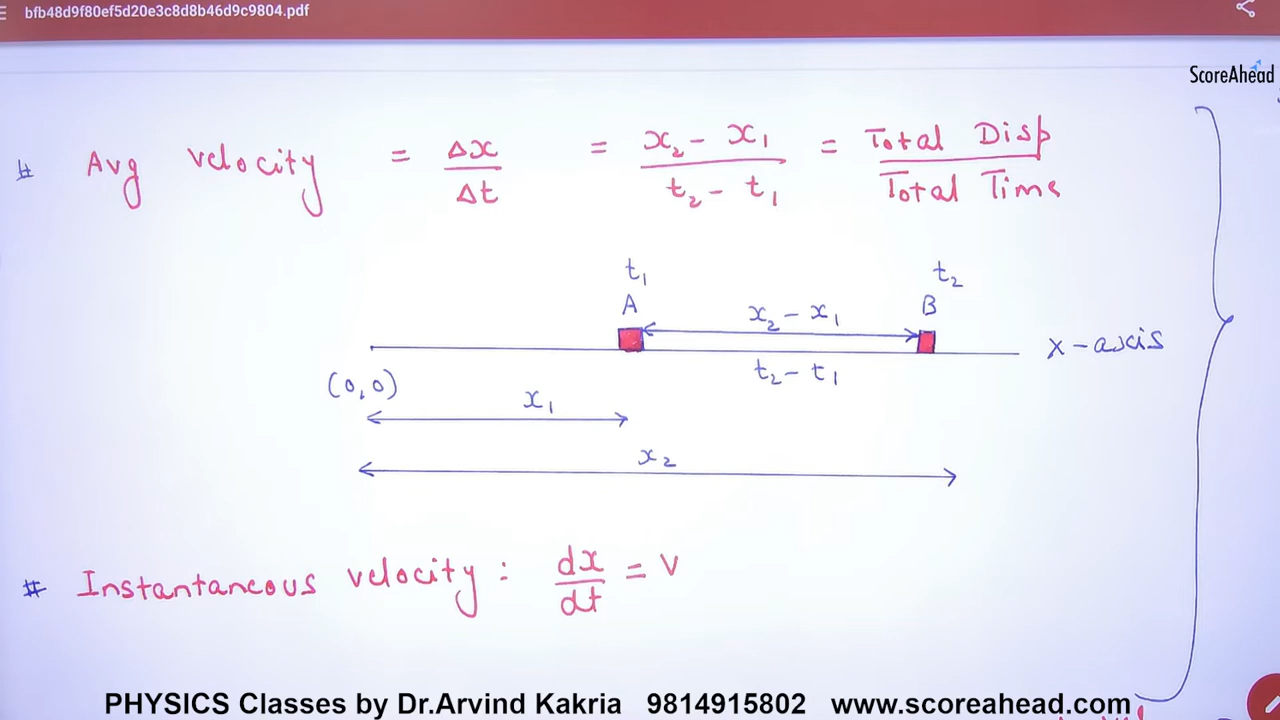 bfb48d9f80ef5d20e3c8d8b46d9c9804.pdf
ScoreAhead
# Avg velocity = Δx/Δt = x₂ - x₁/t₂ - t₁ = Total Disp/Total Time
t₁ t₂
A x₂ - x₁ B
x-axis
(0,0) t₂ - t₁
x₁
x₂
# Instantaneous velocity : dx/dt = v
PHYSICS Classes by Dr.Arvind Kakria 9814915802 www.scoreahead.com